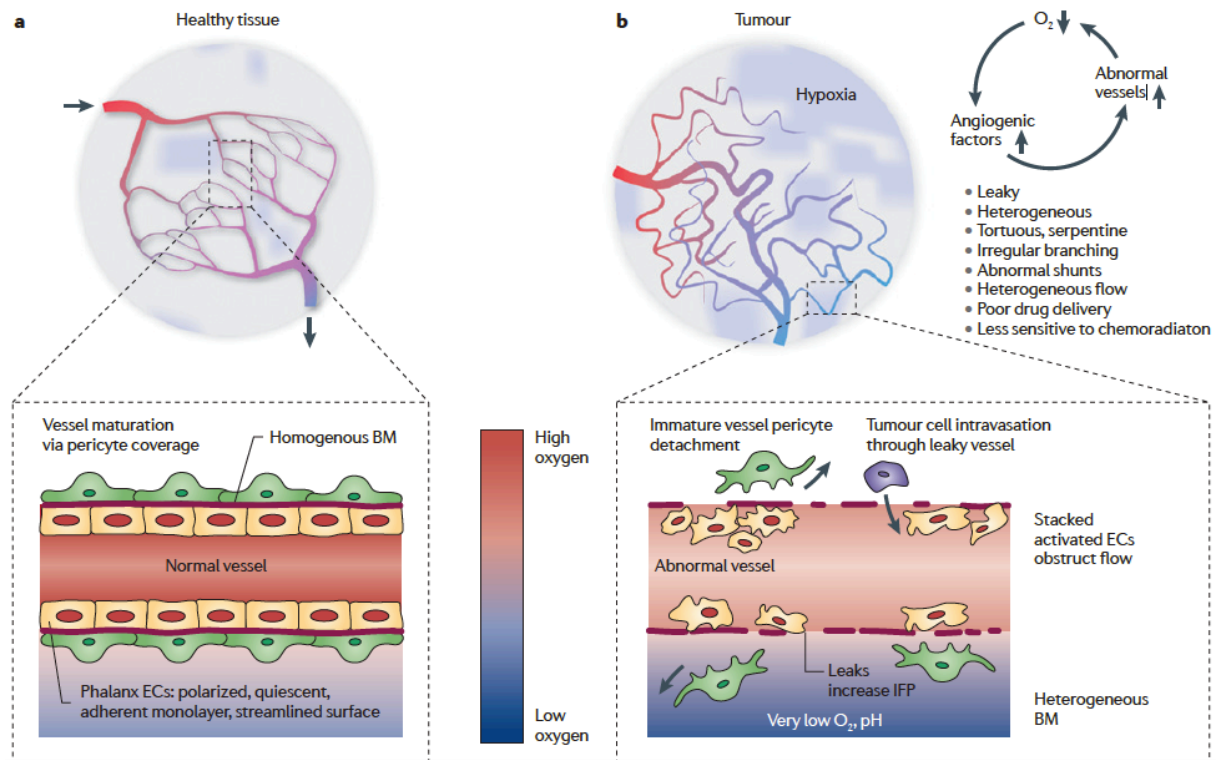 a
Healthy tissue
b
Tumour
Hypoxia
O₂
Abnormal
vessels
Angiogenic
factors
• Leaky
• Heterogeneous
• Tortuous, serpentine
• Irregular branching
• Abnormal shunts
• Heterogeneous flow
• Poor drug delivery
• Less sensitive to chemoradiaton
Vessel maturation
via pericyte coverage
Homogenous BM
Normal vessel
Phalanx ECs: polarized, quiescent,
adherent monolayer, streamlined surface
High
oxygen
Low
oxygen
Immature vessel pericyte
detachment
Tumour cell intravasation
through leaky vessel
Stacked
activated ECs
obstruct flow
Abnormal vessel
Leaks
increase IFP
Very low O₂, pH
Heterogeneous
BM